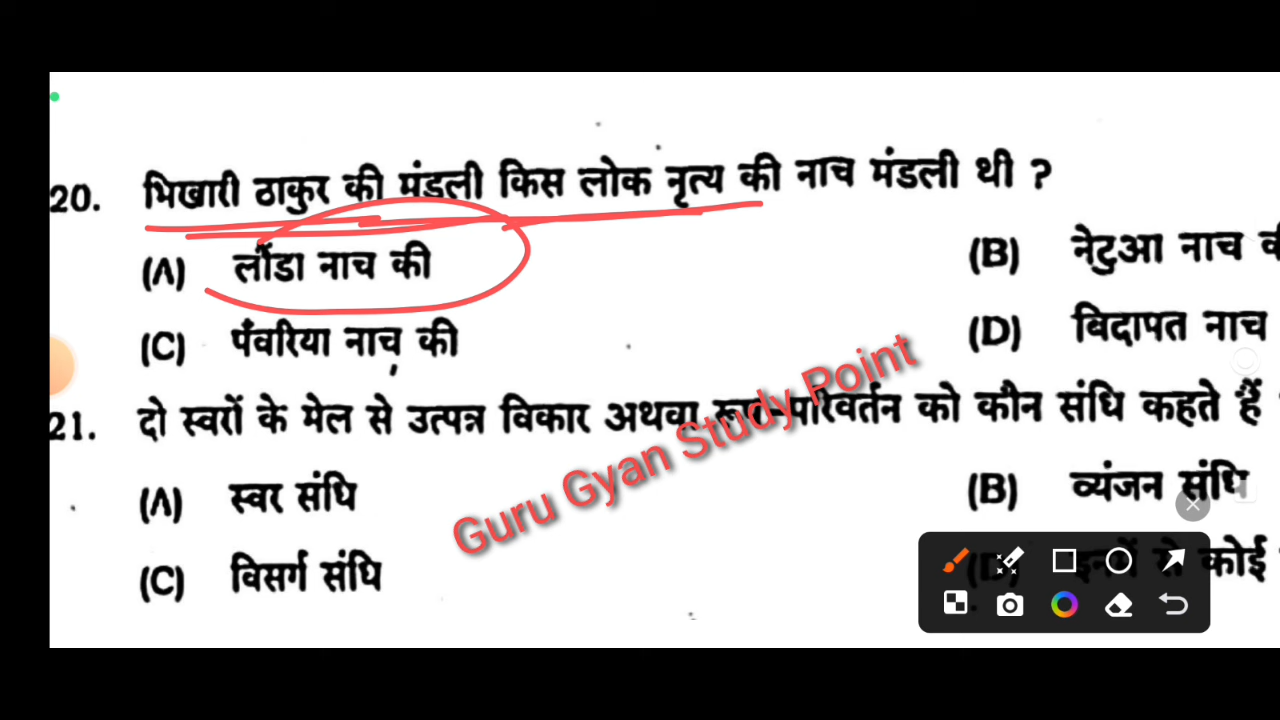 20. भिखारी ठाकुर की मंडली किस लोक नृत्य की नाच मंडली थी ?
(A) लौंडा नाच की (B) नेटुआ नाच
(C) पँवरिया नाच की (D) विदापत नाच
21. दो स्वरों के मेल से उत्पन्न विकार अथवा रूप-परिवर्तन को कौन संधि कहते हैं
(A) स्वर संधि (B) व्यंजन संधि
(C) विसर्ग संधि (D) इनमें से कोई
Guru Gyan Study Point